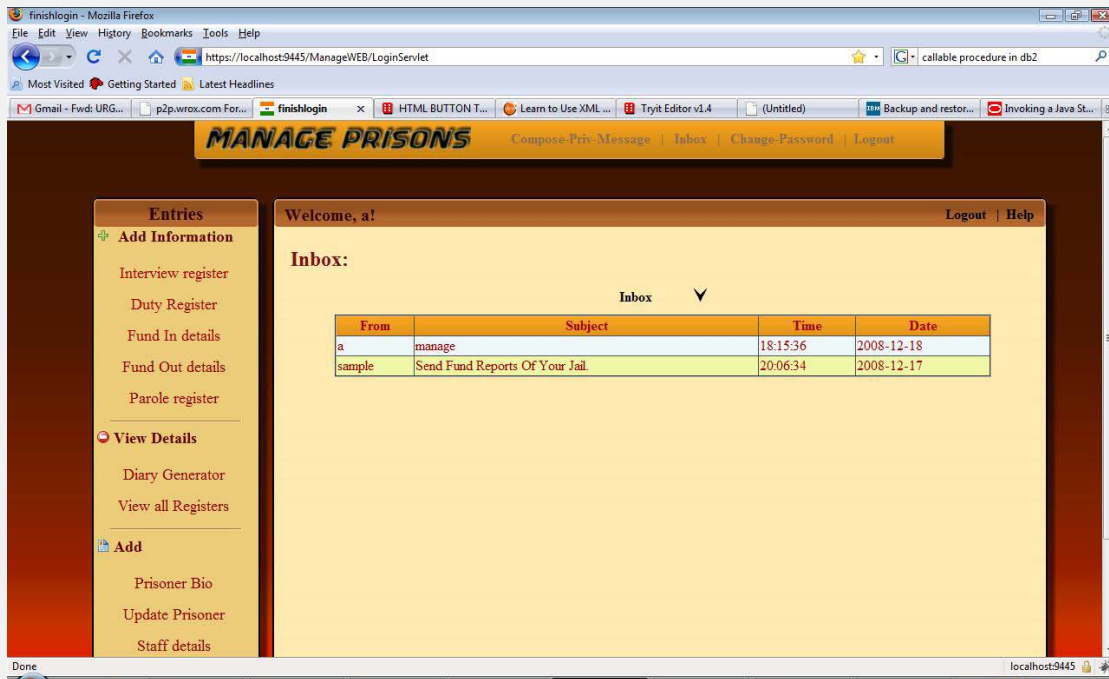 finishlogin - Mozilla Firefox
File Edit View History Bookmarks Tools Help
https://localhost:9445/ManageWEB/LoginServlet
callable procedure in db2
Most Visited Getting Started Latest Headlines
Gmail - Fwd: URG... p2p.wrox.com For... finishlogin HTML BUTTON T... Learn to Use XML ... Tryit Editor v1.4 (Untitled) Backup and restor... Invoking a Java St...
MANAGE PRISONS Compose-Priv-Message | Inbox | Change-Password | Logout
Entries
Add Information
Interview register
Duty Register
Fund In details
Fund Out details
Parole register
View Details
Diary Generator
View all Registers
Add
Prisoner Bio
Update Prisoner
Staff details
Welcome, a! Logout | Help
Inbox:
Inbox
From Subject Time Date
a manage 18:15:36 2008-12-18
sample Send Fund Reports Of Your Jail. 20:06:34 2008-12-17
Done localhost:9445